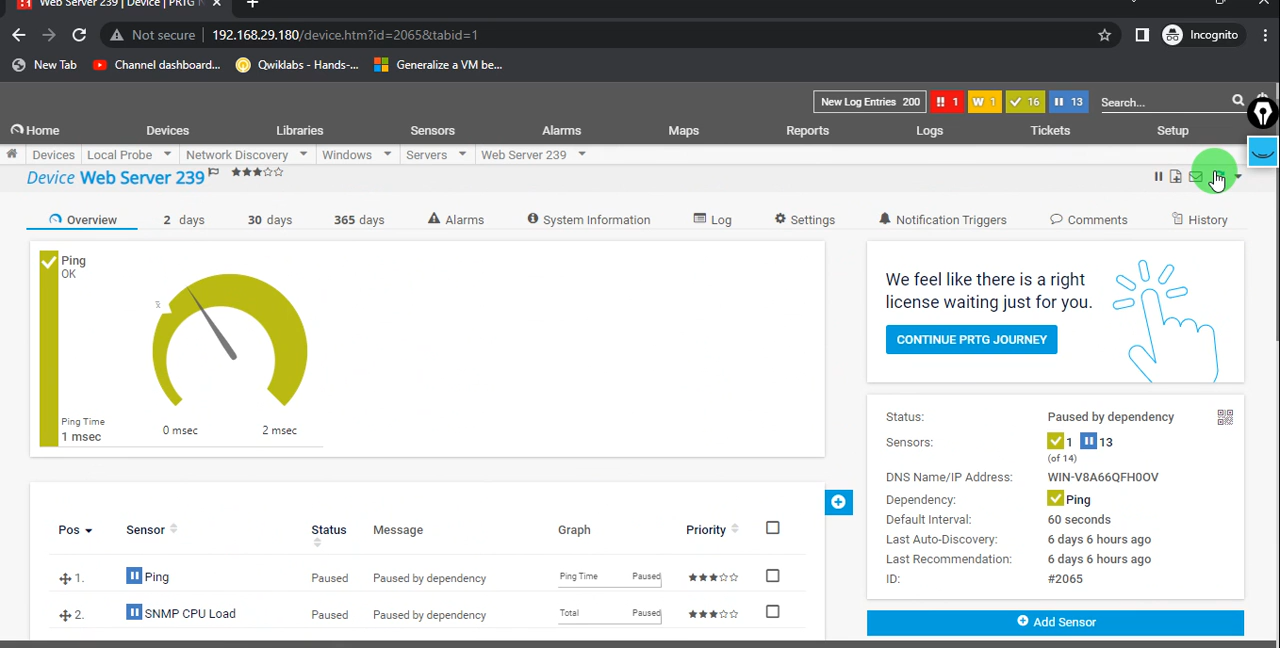 Web Server 239 | Device | PRTG
Not secure 192.168.29.180/device.htm?id=2065&tabid=1 Incognito
New Tab Channel dashboard... Qwiklabs - Hands-... Generalize a VM be...
New Log Entries 200 !! 1 W 1 16 13 Search...
Home Devices Libraries Sensors Alarms Maps Reports Logs Tickets Setup
Devices Local Probe Network Discovery Windows Servers Web Server 239
Device Web Server 239
Overview 2 days 30 days 365 days Alarms System Information Log Settings Notification Triggers Comments History
Ping
OK
Ping Time
1 msec
0 msec 2 msec
We feel like there is a right
license waiting just for you.
CONTINUE PRTG JOURNEY
Status: Paused by dependency
Sensors: 1 13
(of 14)
DNS Name/IP Address: WIN-V8A66QFH0OV
Dependency: Ping
Default Interval: 60 seconds
Last Auto-Discovery: 6 days 6 hours ago
Last Recommendation: 6 days 6 hours ago
ID: #2065
Add Sensor
Pos Sensor Status Message Graph Priority
1. Ping Paused Paused by dependency Ping Time Paused
2. SNMP CPU Load Paused Paused by dependency Total Paused